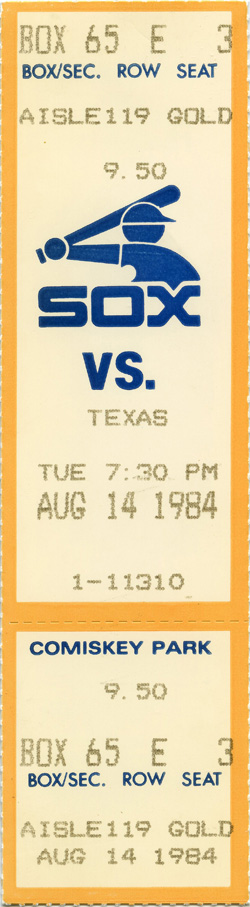 BOX 65 E 3
BOX/SEC. ROW SEAT
AISLE119 GOLD
9.50
SOX
VS.
TEXAS
TUE 7:30 PM
AUG 14 1984
1-11310
COMISKEY PARK
9.50
BOX 65 E 3
BOX/SEC. ROW SEAT
AISLE119 GOLD
AUG 14 1984